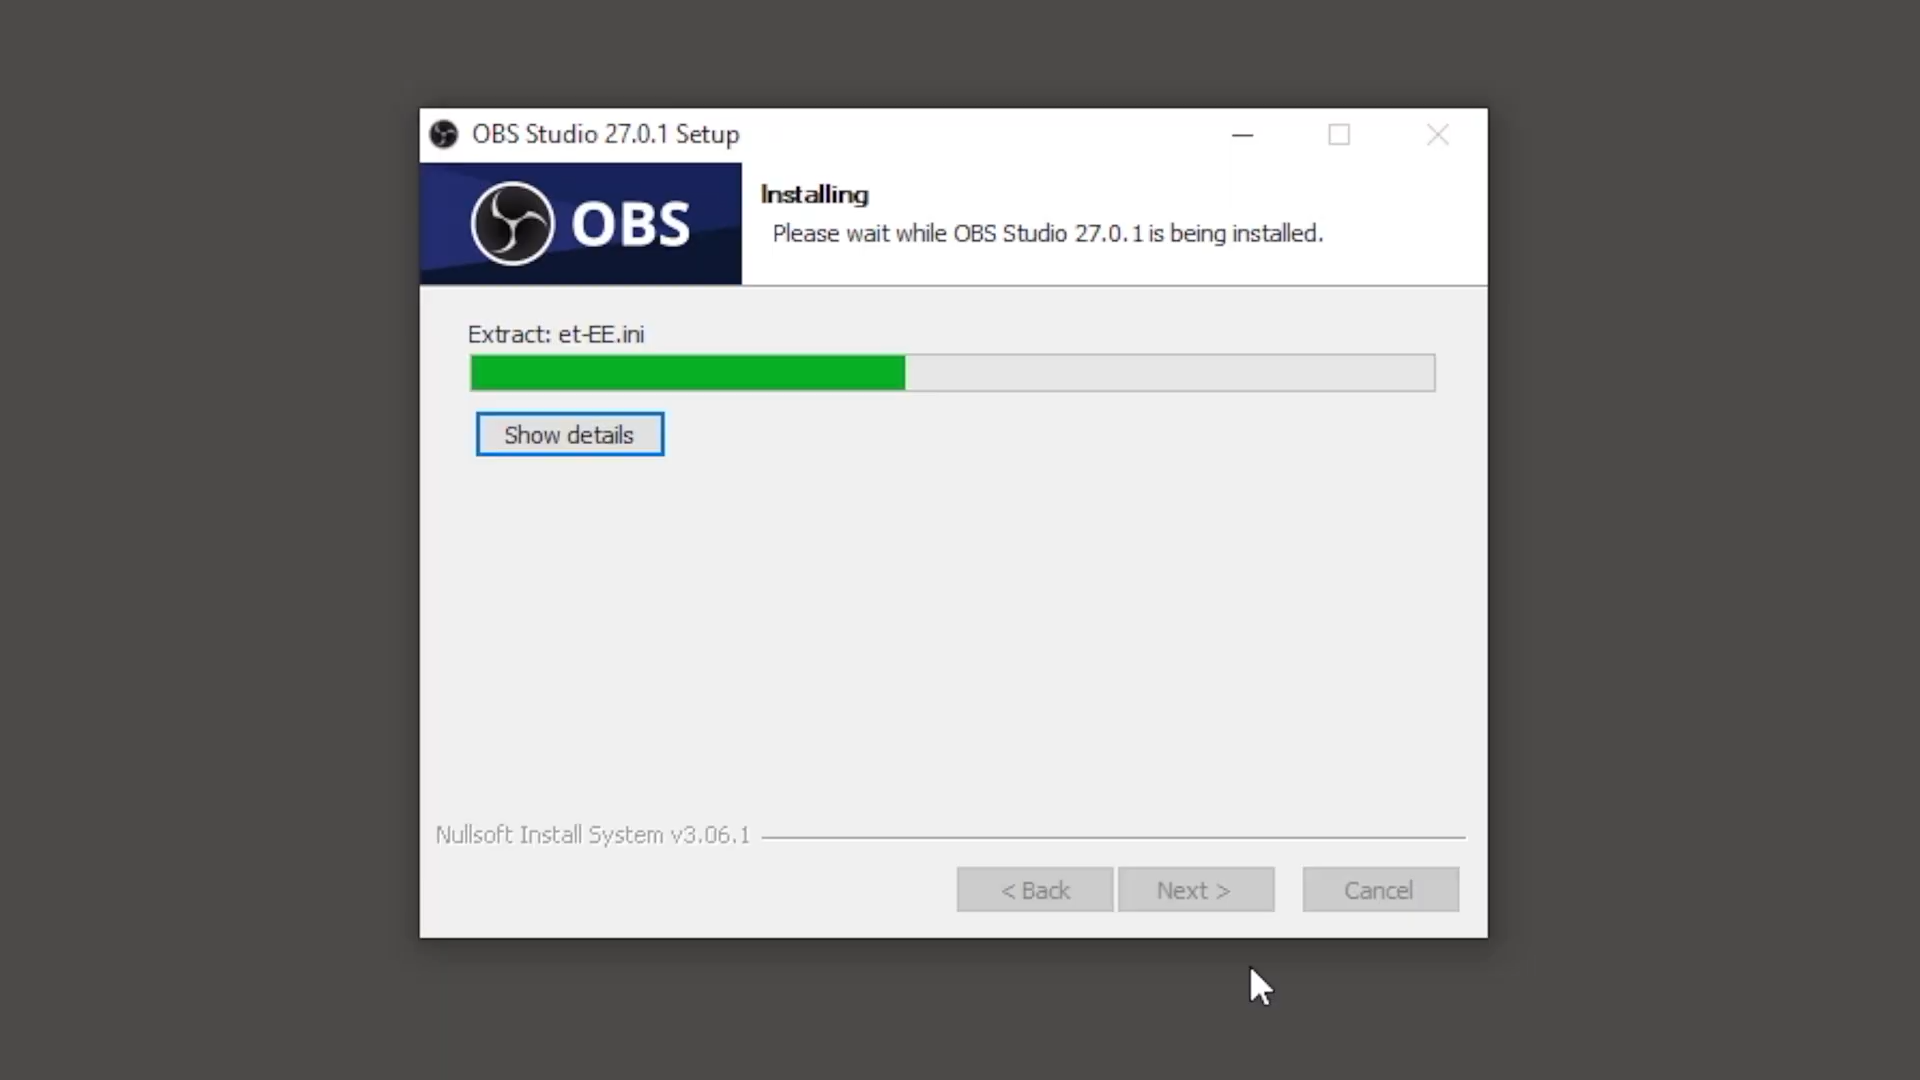 OBS Studio 27.0.1 Setup
OBS
Installing
Please wait while OBS Studio 27.0.1 is being installed.
Extract: et-EE.ini
Show details
Nullsoft Install System v3.06.1
< Back
Next >
Cancel